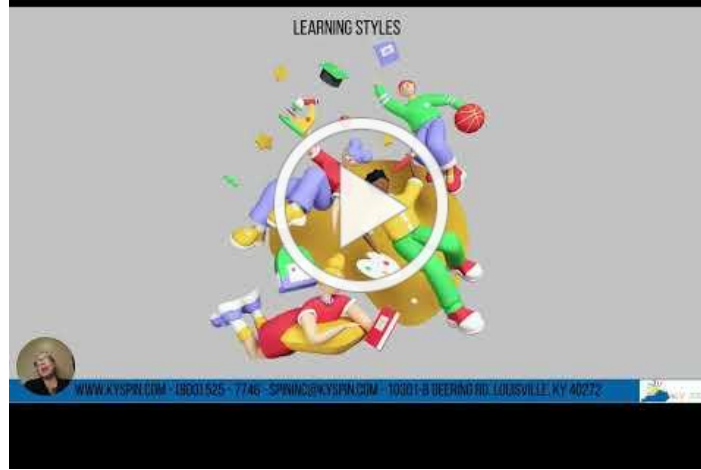 LEARNING STYLES
WWW.KYSPIN.COM - (800) 525 - 7746 - SPININC@KYSPIN.COM - 10301-B DEERING RD. LOUISVILLE, KY 40272